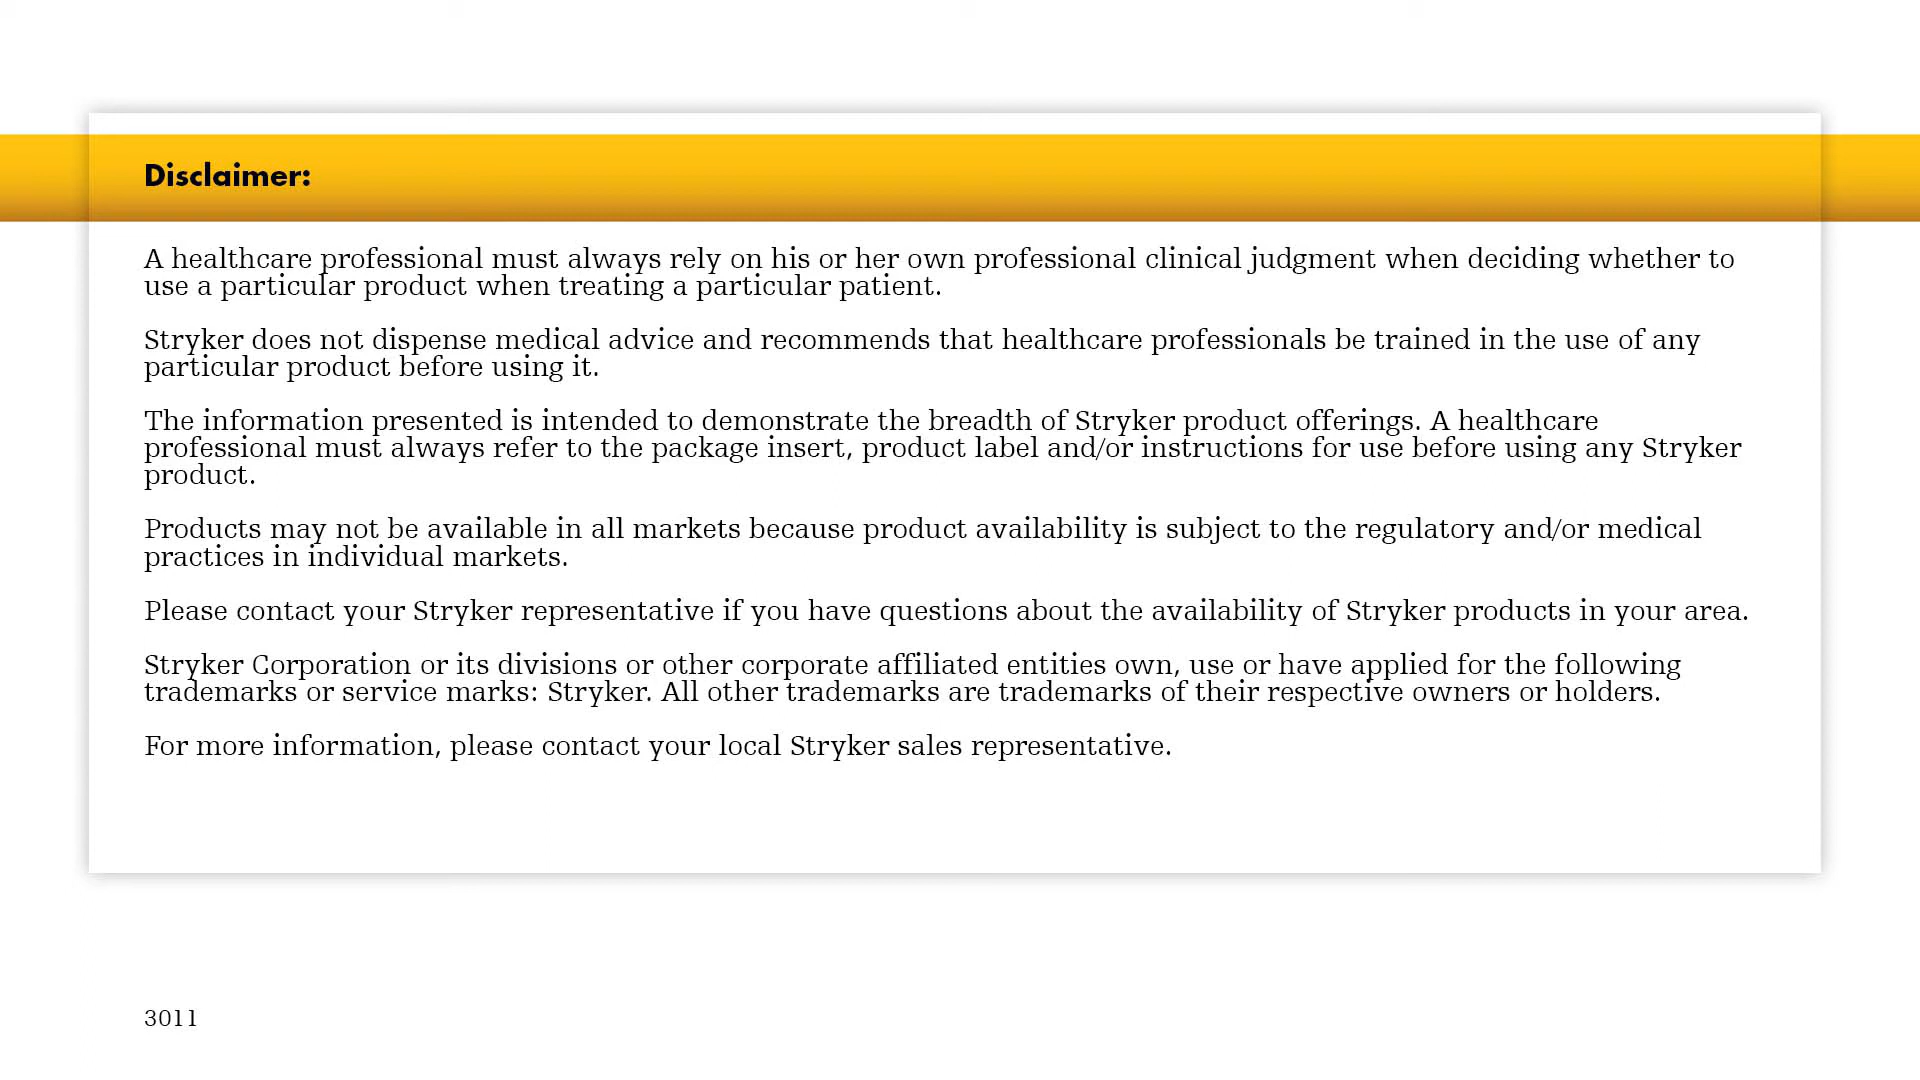 Disclaimer:
A healthcare professional must always rely on his or her own professional clinical judgment when deciding whether to
use a particular product when treating a particular patient.
Stryker does not dispense medical advice and recommends that healthcare professionals be trained in the use of any
particular product before using it.
The information presented is intended to demonstrate the breadth of Stryker product offerings. A healthcare
professional must always refer to the package insert, product label and/or instructions for use before using any Stryker
product.
Products may not be available in all markets because product availability is subject to the regulatory and/or medical
practices in individual markets.
Please contact your Stryker representative if you have questions about the availability of Stryker products in your area.
Stryker Corporation or its divisions or other corporate affiliated entities own, use or have applied for the following
trademarks or service marks: Stryker. All other trademarks are trademarks of their respective owners or holders.
For more information, please contact your local Stryker sales representative.
3011